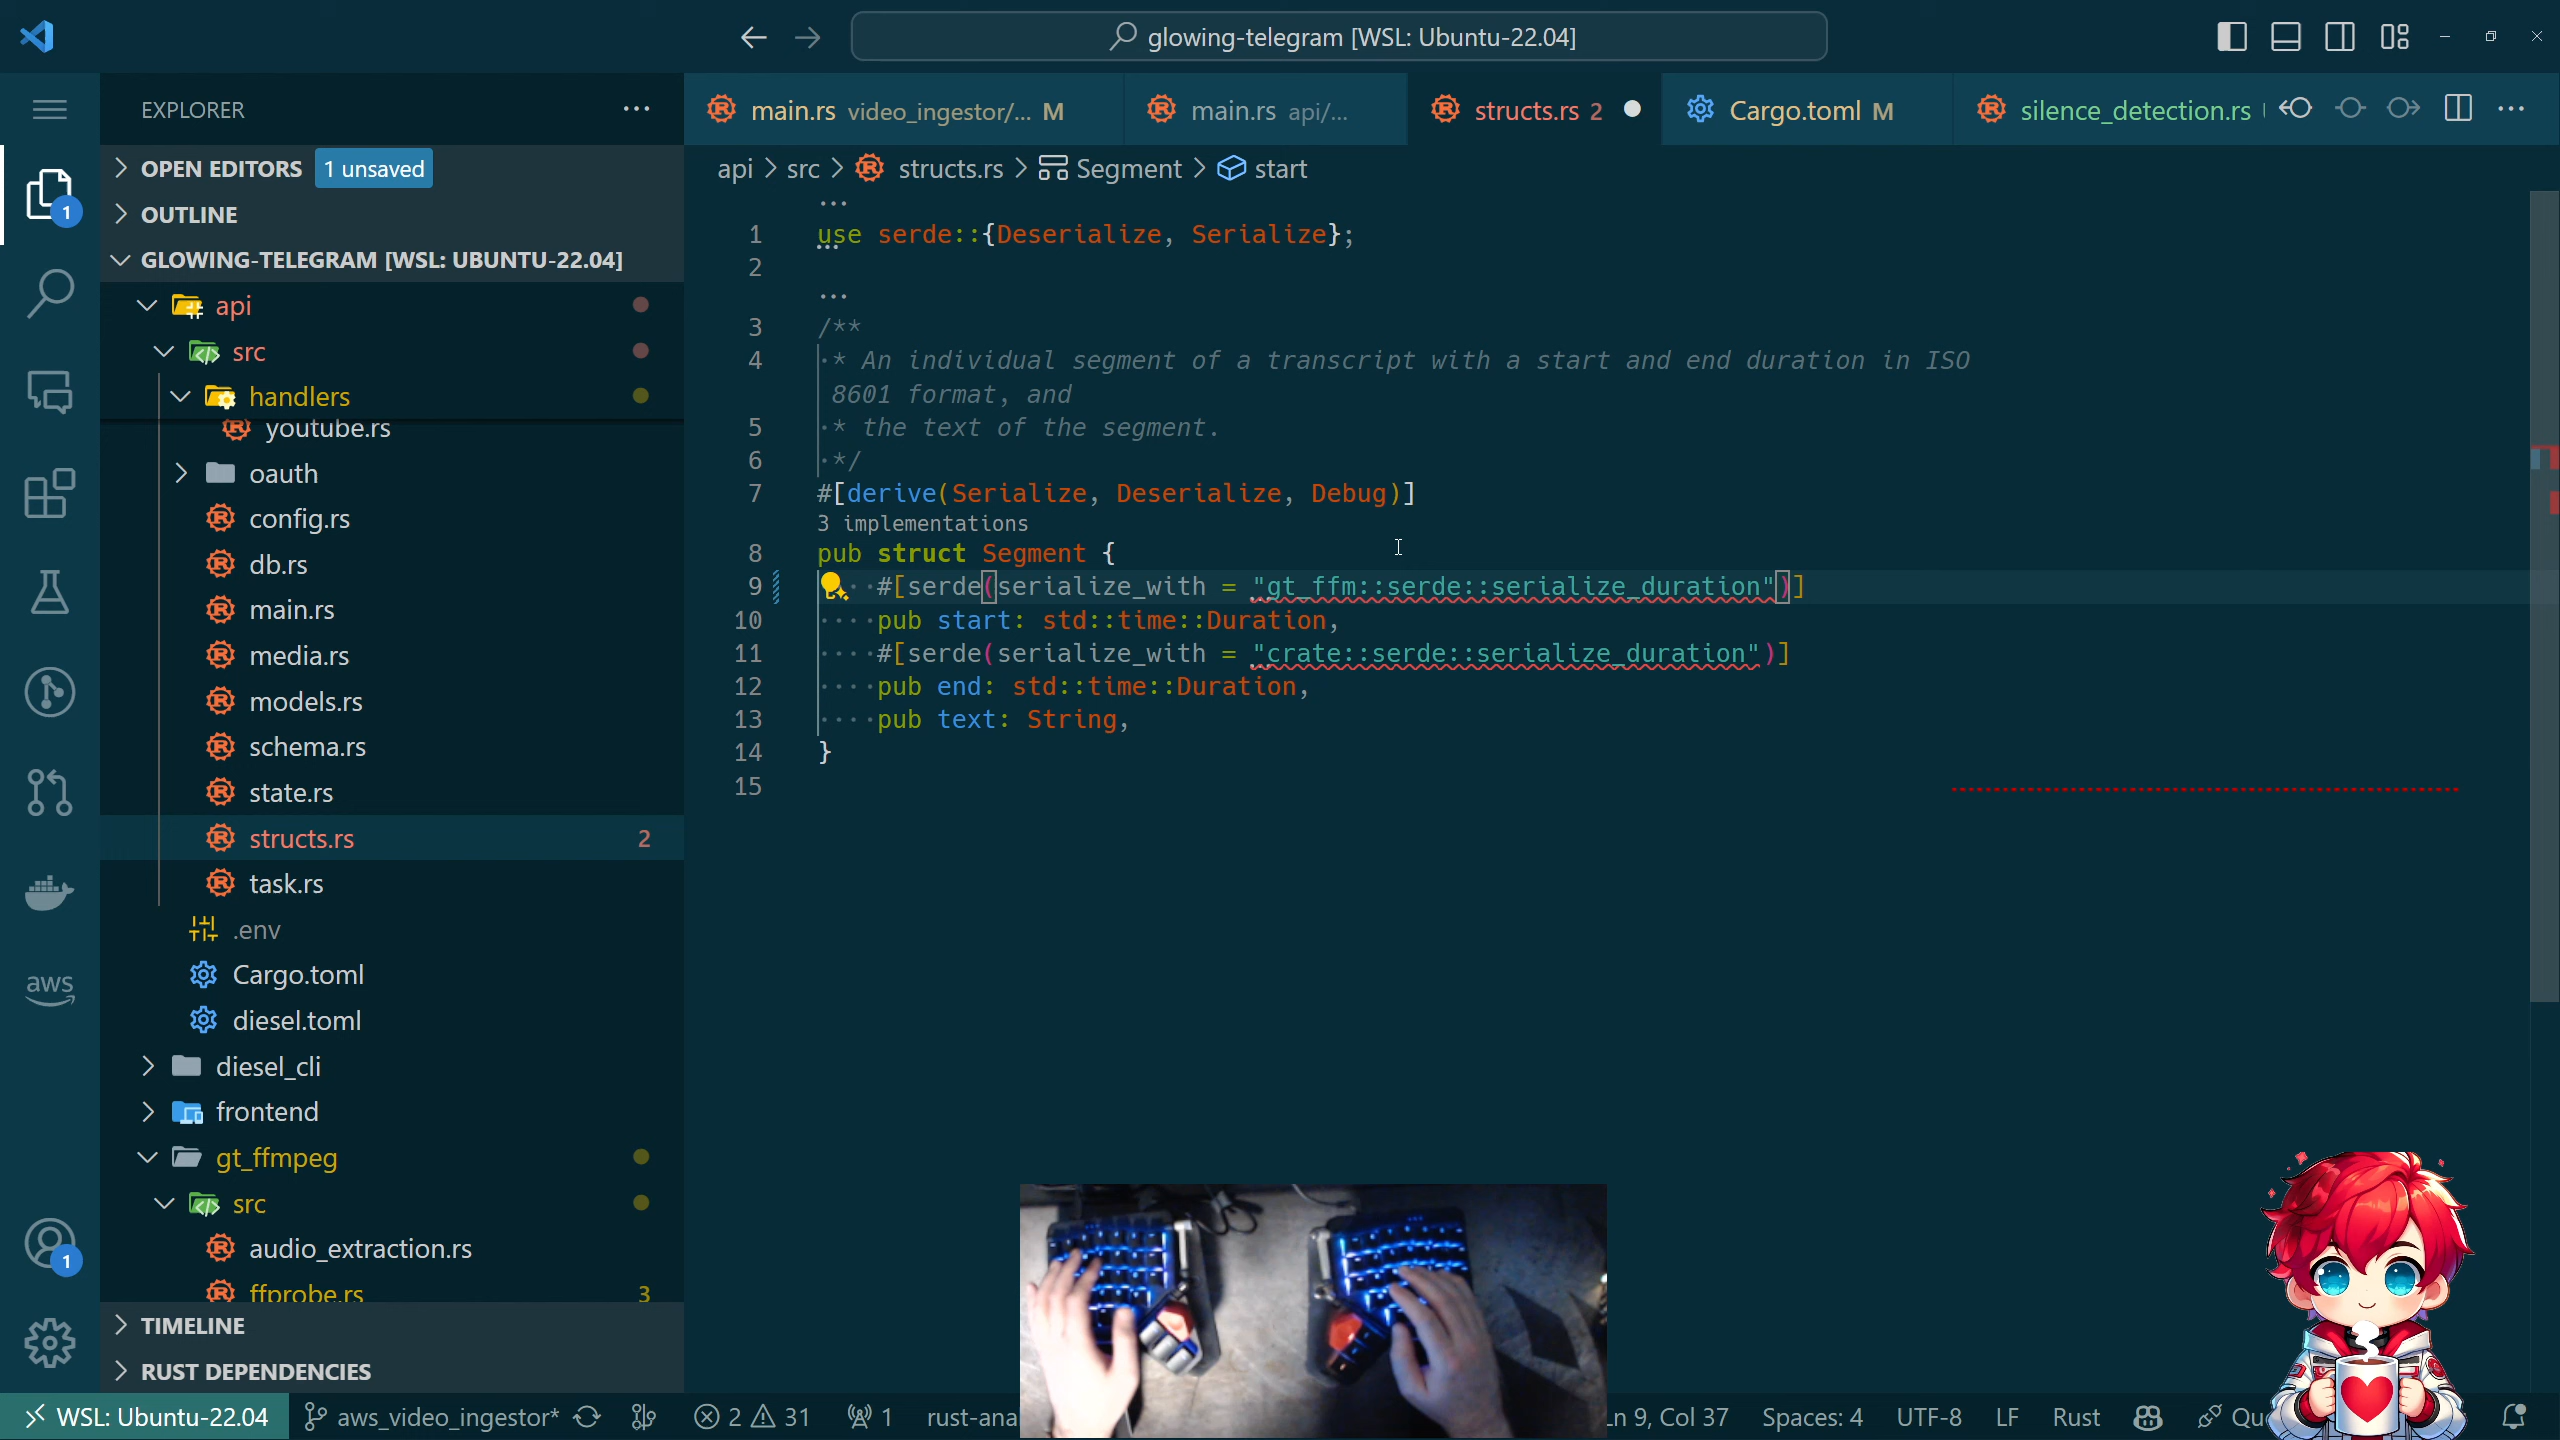 glowing-telegram [WSL: Ubuntu-22.04]
EXPLORER
main.rs video_ingestor/... M
main.rs api/...
structs.rs 2
Cargo.toml M
silence_detection.rs
OPEN EDITORS 1 unsaved
api > src > structs.rs > Segment > start
OUTLINE
GLOWING-TELEGRAM [WSL: UBUNTU-22.04]
api
src
handlers
youtube.rs
oauth
config.rs
db.rs
main.rs
media.rs
models.rs
schema.rs
state.rs
structs.rs 2
task.rs
.env
Cargo.toml
diesel.toml
diesel_cli
frontend
gt_ffmpeg
src
audio_extraction.rs
ffprobe.rs 3
TIMELINE
RUST DEPENDENCIES
1
aws
1
1 use serde::{Deserialize, Serialize};
2
3 /**
4 * An individual segment of a transcript with a start and end duration in ISO
8601 format, and
5 * the text of the segment.
6 */
7 #[derive(Serialize, Deserialize, Debug)]
3 implementations
8 pub struct Segment {
9 #[serde(serialize_with = "gt_ffm::serde::serialize_duration")]
10 pub start: std::time::Duration,
11 #[serde(serialize_with = "crate::serde::serialize_duration")]
12 pub end: std::time::Duration,
13 pub text: String,
14 }
15
WSL: Ubuntu-22.04 aws_video_ingestor* 2 31 1 rust-ana Ln 9, Col 37 Spaces: 4 UTF-8 LF Rust